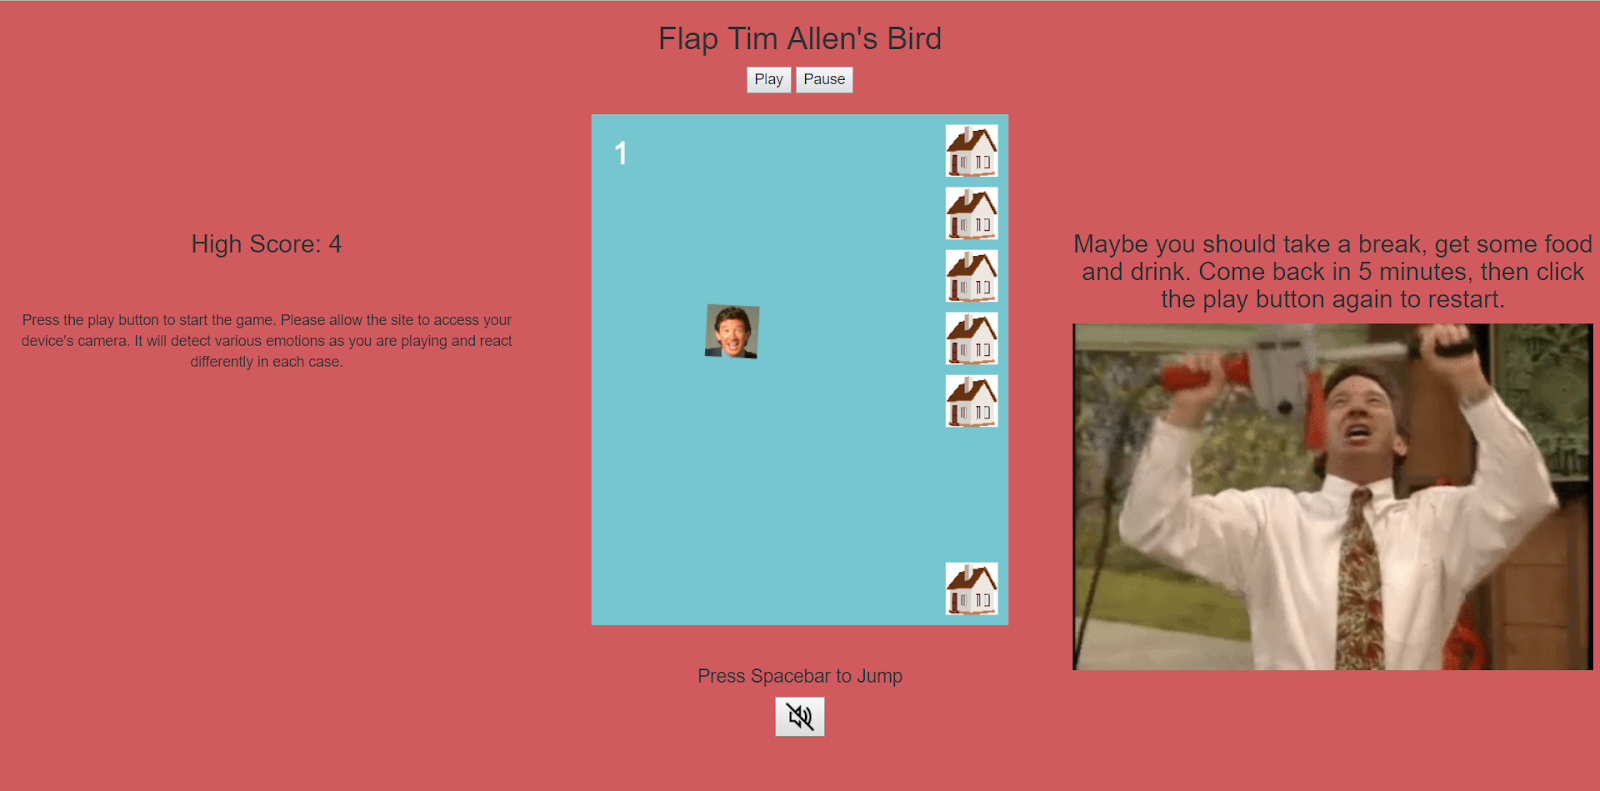 Flap Tim Allen's Bird
Play Pause
1
High Score: 4
Press the play button to start the game. Please allow the site to access your
device's camera. It will detect various emotions as you are playing and react
differently in each case.
Maybe you should take a break, get some food
and drink. Come back in 5 minutes, then click
the play button again to restart.
Press Spacebar to Jump